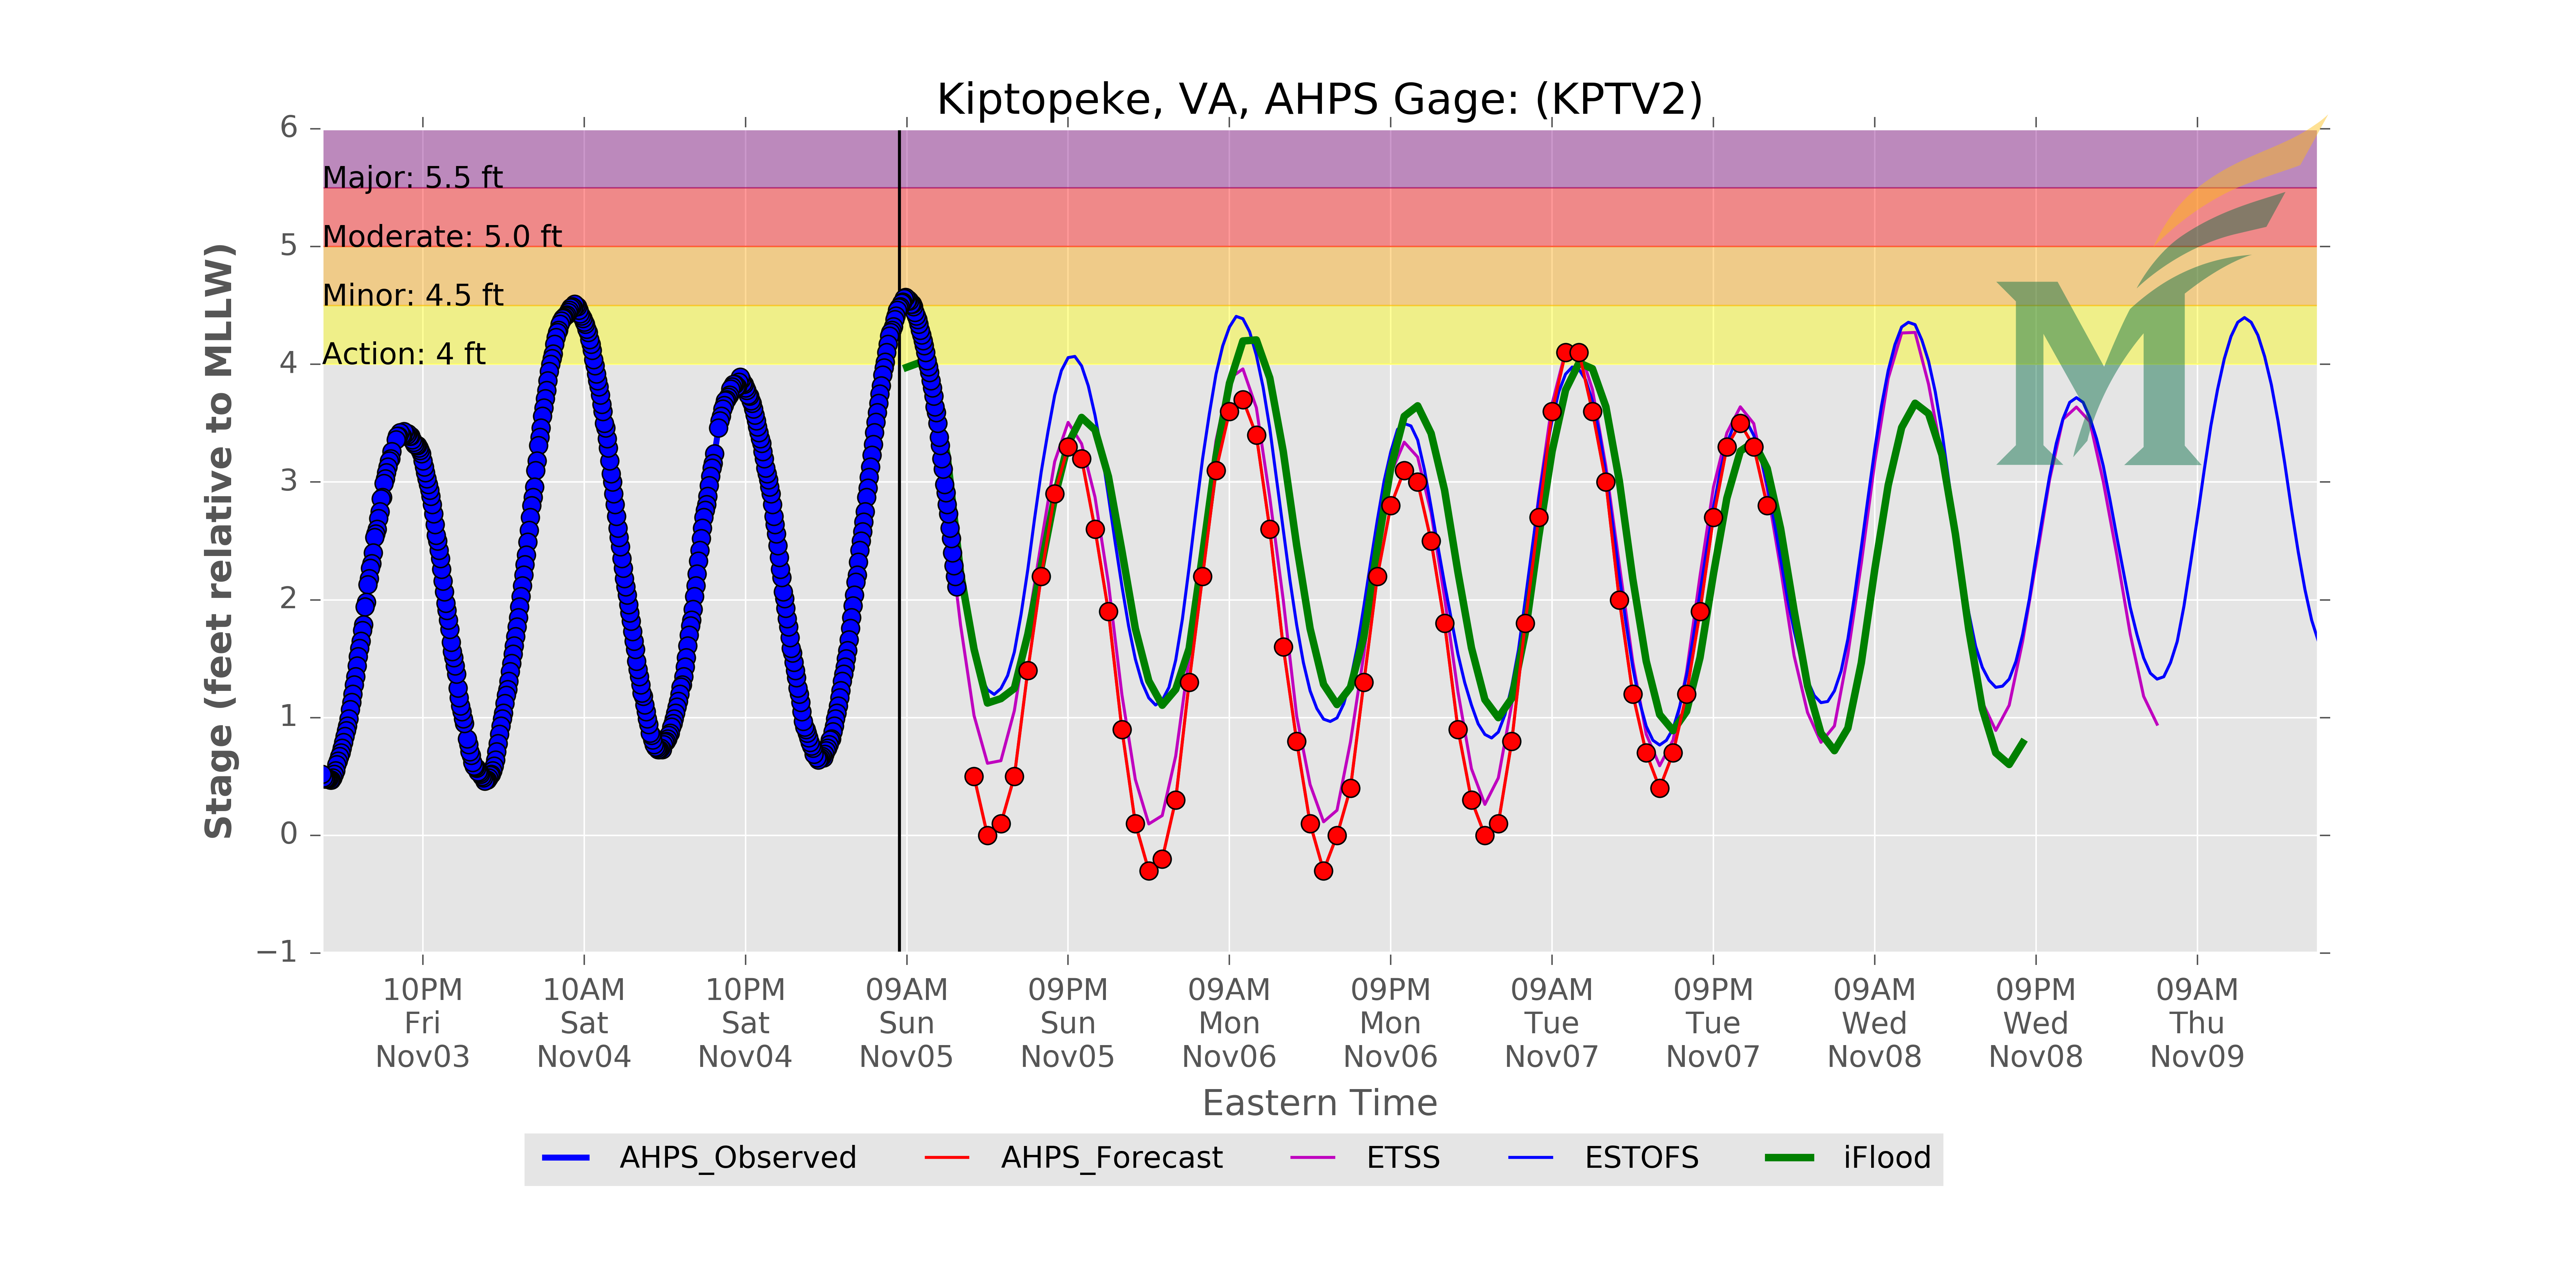 Kiptopeke, VA, AHPS Gage: (KPTV2)
6
5
4
3
2
1
0
−1
Stage (feet relative to MLLW)
Major: 5.5 ft
Moderate: 5.0 ft
Minor: 4.5 ft
Action: 4 ft
M
10PM
Fri
Nov03
10AM
Sat
Nov04
10PM
Sat
Nov04
09AM
Sun
Nov05
09PM
Sun
Nov05
09AM
Mon
Nov06
09PM
Mon
Nov06
09AM
Tue
Nov07
09PM
Tue
Nov07
09AM
Wed
Nov08
09PM
Wed
Nov08
09AM
Thu
Nov09
Eastern Time
AHPS_Observed
AHPS_Forecast
ETSS
ESTOFS
iFlood